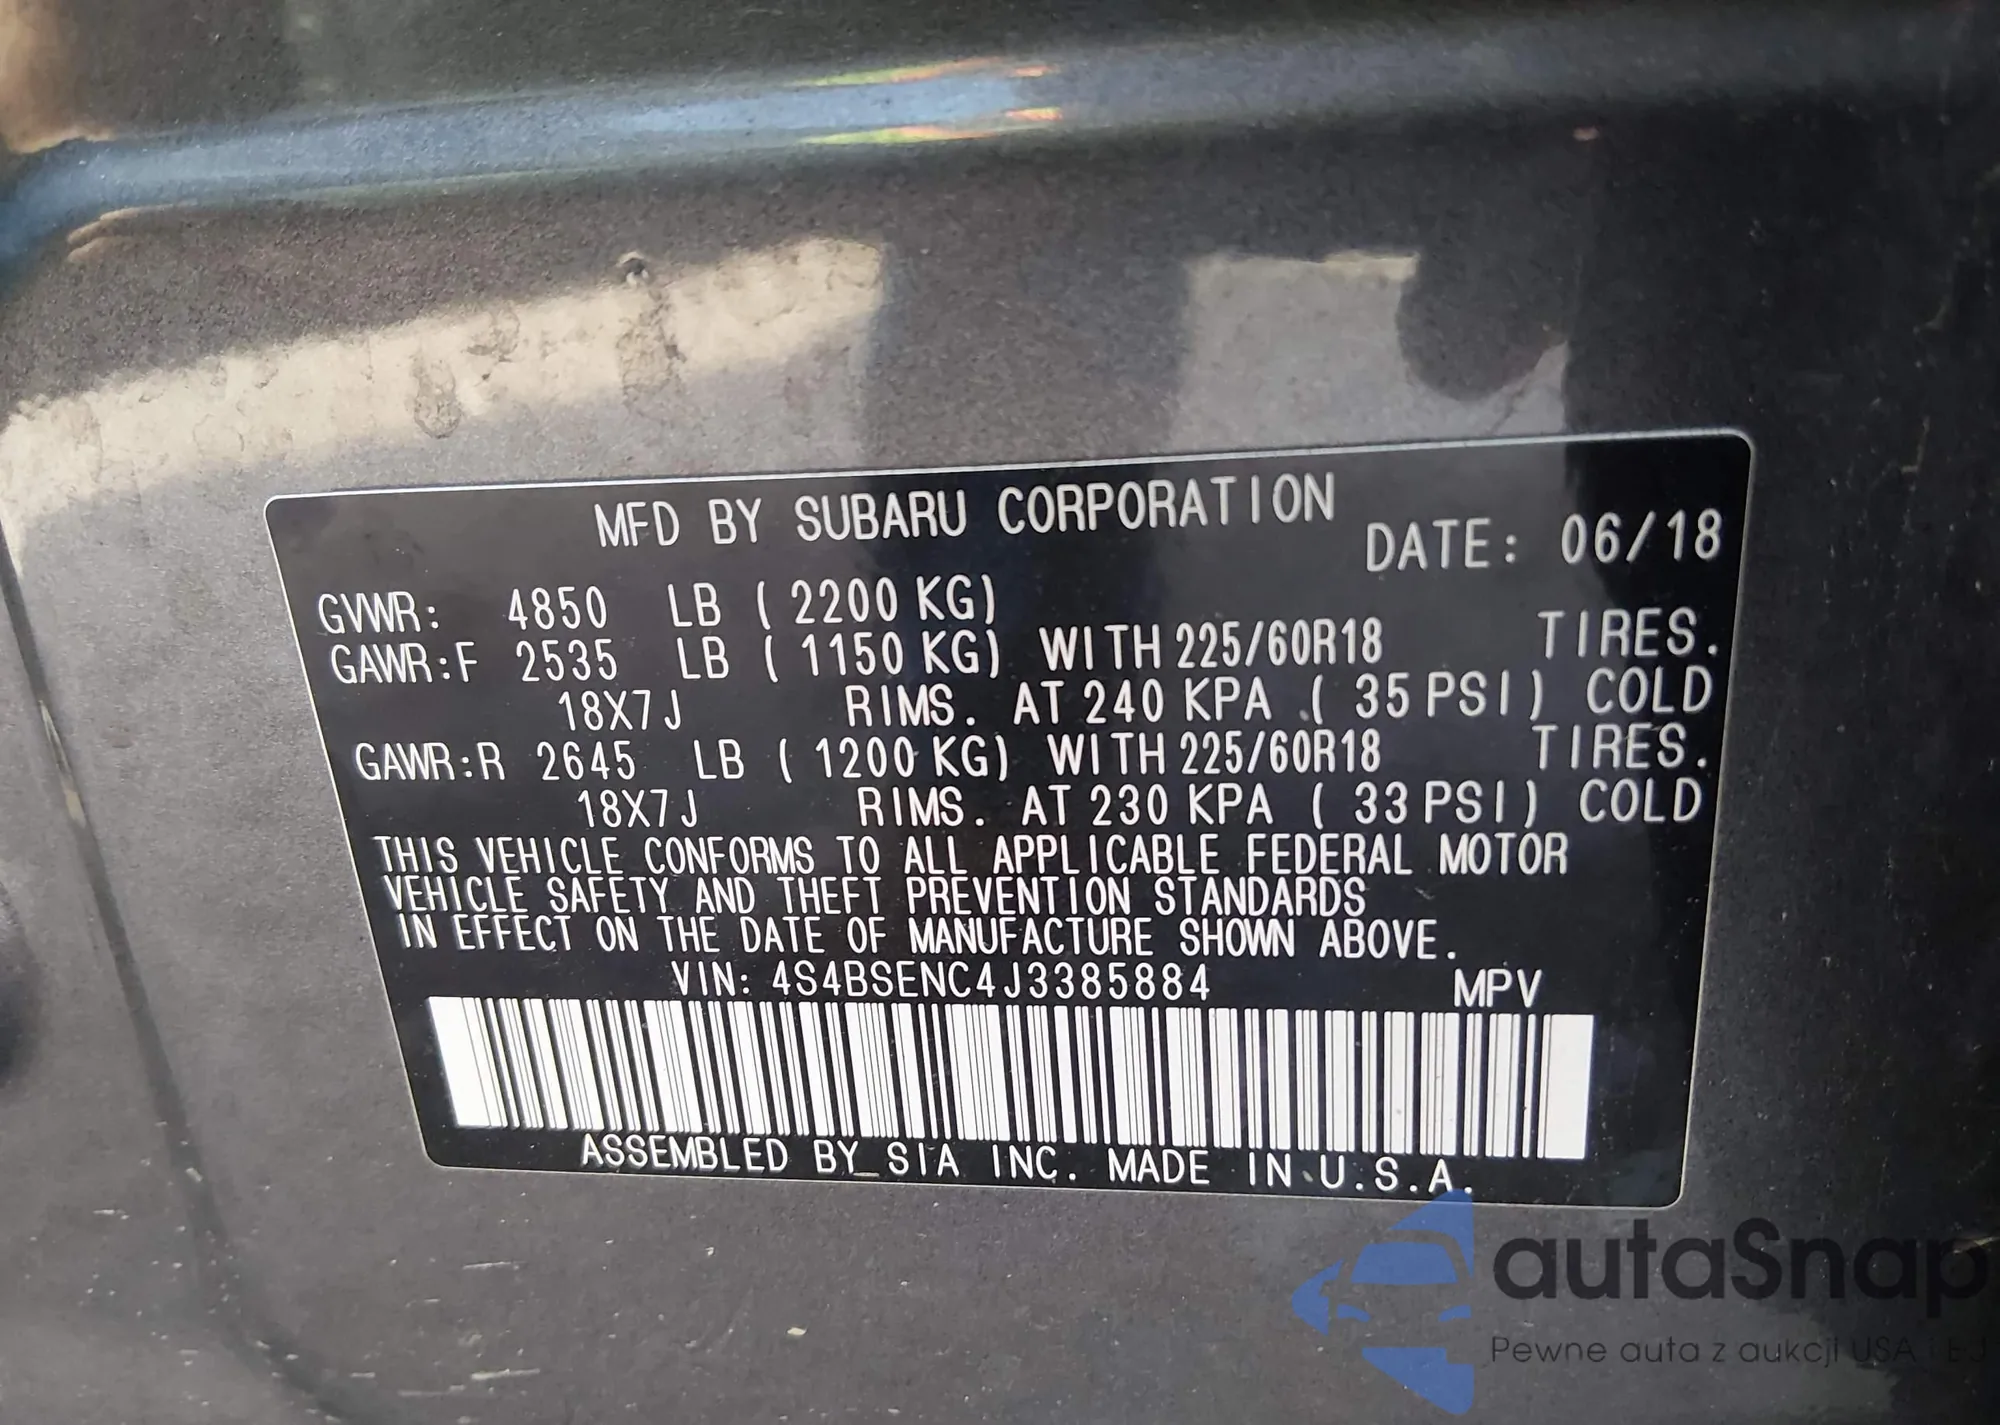 MFD BY SUBARU CORPORATION
DATE: 06/18
GVWR: 4850 LB (2200 KG)
GAWR:F 2535 LB (1150 KG) WITH 225/60R18 TIRES.
18X7J RIMS. AT 240 KPA (35 PSI) COLD
GAWR:R 2645 LB (1200 KG) WITH 225/60R18 TIRES.
18X7J RIMS. AT 230 KPA (33 PSI) COLD
THIS VEHICLE CONFORMS TO ALL APPLICABLE FEDERAL MOTOR
VEHICLE SAFETY AND THEFT PREVENTION STANDARDS
IN EFFECT ON THE DATE OF MANUFACTURE SHOWN ABOVE.
VIN: 4S4BSENC4J3385884 MPV
ASSEMBLED BY SIA INC. MADE IN U.S.A.
autaSnap
Pewne auta z aukcji USA i EU